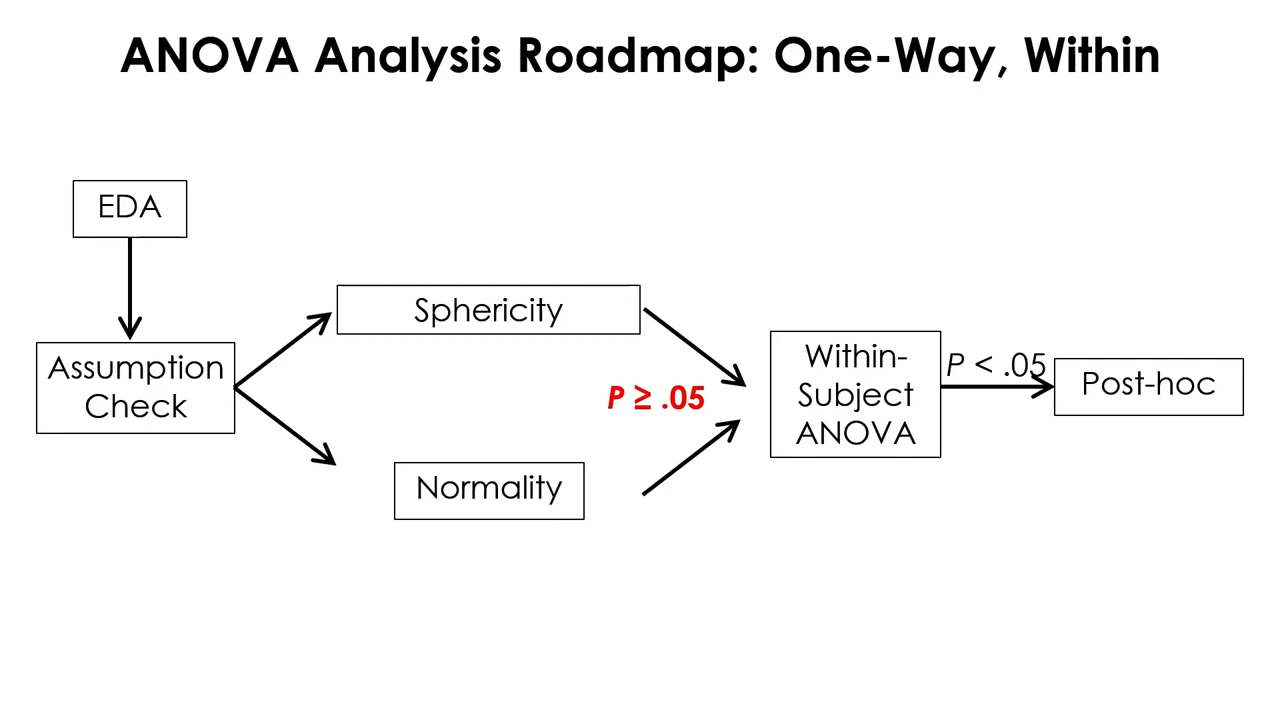 ANOVA Analysis Roadmap: One-Way, Within
EDA
Assumption
Check
Sphericity
Normality
P ≥ .05
Within-
Subject
ANOVA
P < .05
Post-hoc